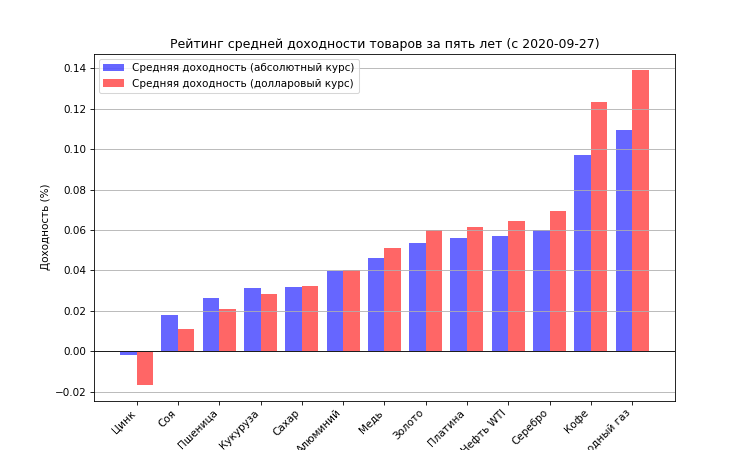 Рейтинг средней доходности товаров за пять лет (с 2020-09-27)
Средняя доходность (абсолютный курс)
Средняя доходность (долларовый курс)
Доходность (%)
0.14
0.12
0.10
0.08
0.06
0.04
0.02
0.00
−0.02
Цинк
Соя
Пшеница
Кукуруза
Сахар
Алюминий
Медь
Золото
Платина
Нефть WTI
Серебро
Кофе
газ